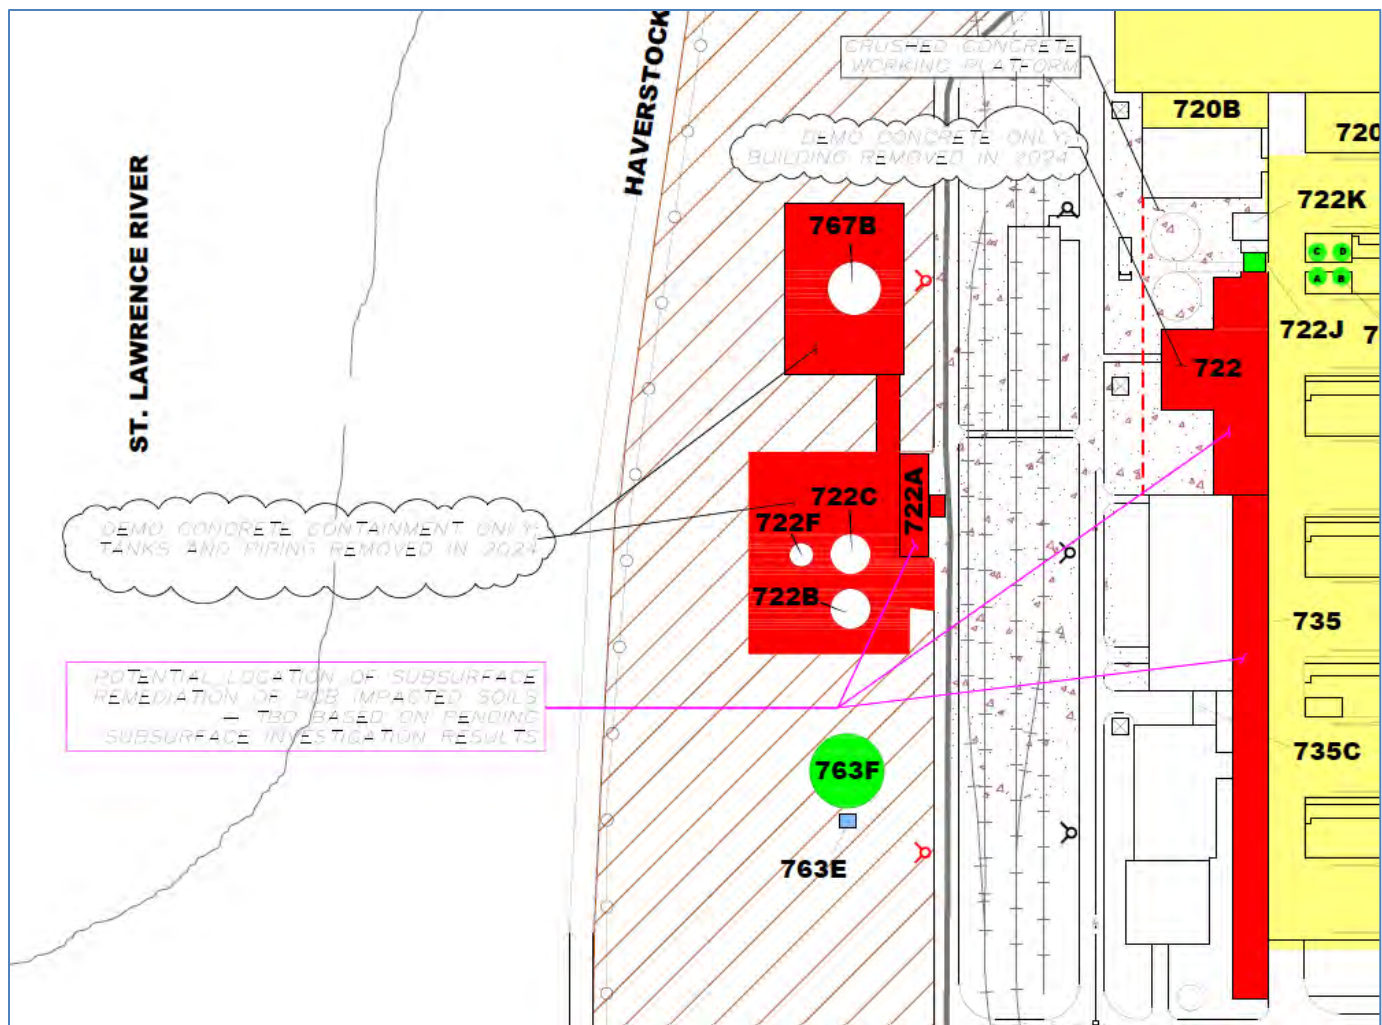 HAVERSTOCK
CRUSHED CONCRETE
WORKING PLATFORM
720B
720
DEMO CONCRETE ONLY;
BUILDING REMOVED IN 2024
ST. LAWRENCE RIVER
722K
767B
C D
A B
722J
7
722
722C
722A
722F
DEMO CONCRETE CONTAINMENT ONLY;
TANKS AND PIPING REMOVED IN 2024
722B
735
POTENTIAL LOCATION OF SUBSURFACE
REMEDIATION OF PCB IMPACTED SOILS
— TBD BASED ON PENDING
SUBSURFACE INVESTIGATION RESULTS
735C
763F
763E